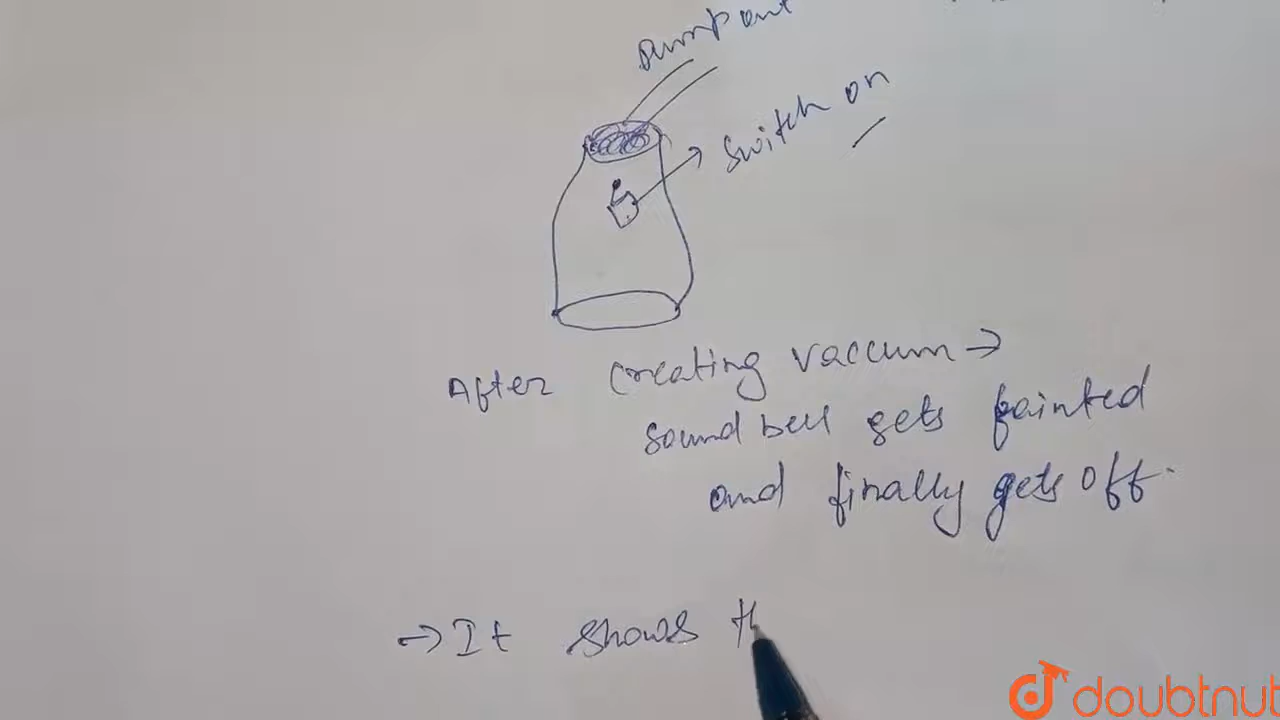 Pump out
Switch on
After creating vaccum →
sound bell gets fainted
and finally gets off.
→ It shows th
doubtnut